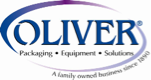 OLIVER®
Packaging • Equipment • Solutions
A family owned business since 1890